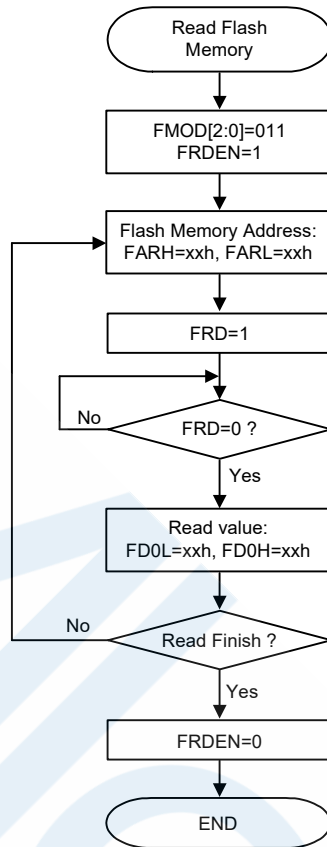 Read Flash
Memory
FMOD[2:0]=011
FRDEN=1
Flash Memory Address:
FARH=xxh, FARL=xxh
FRD=1
No
FRD=0 ?
Yes
Read value:
FD0L=xxh, FD0H=xxh
No
Read Finish ?
Yes
FRDEN=0
END